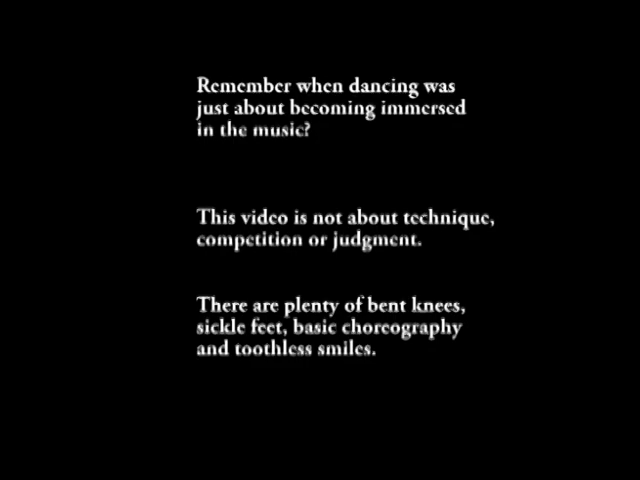 Remember when dancing was
just about becoming immersed
in the music?
This video is not about technique,
competition or judgment.
There are plenty of bent knees,
sickle feet, basic choreography
and toothless smiles.